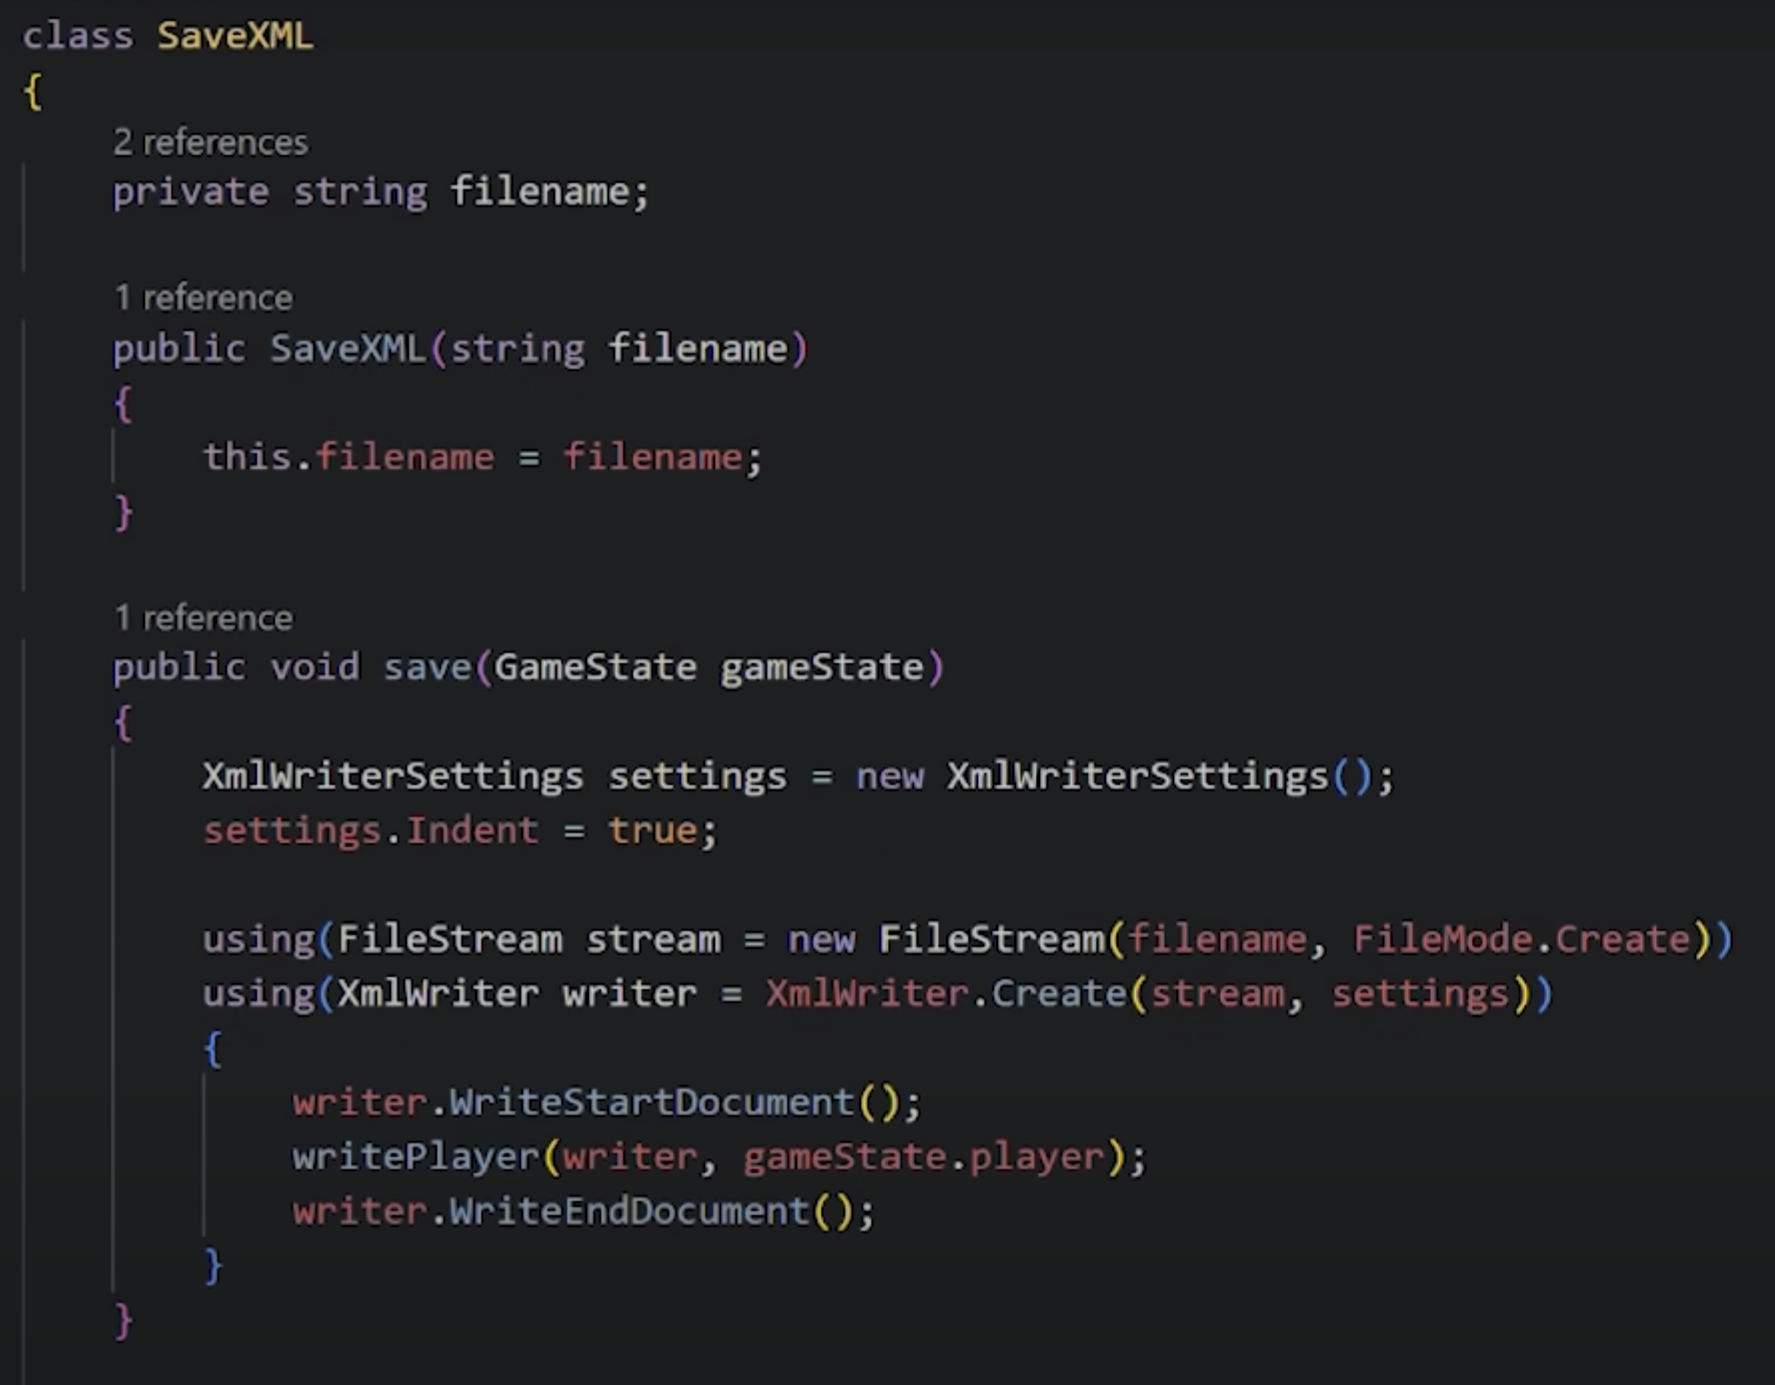 class SaveXML
{
2 references
private string filename;
1 reference
public SaveXML(string filename)
{
this.filename = filename;
}
1 reference
public void save(GameState gameState)
{
XmlWriterSettings settings = new XmlWriterSettings();
settings.Indent = true;
using(FileStream stream = new FileStream(filename, FileMode.Create))
using(XmlWriter writer = XmlWriter.Create(stream, settings))
{
writer.WriteStartDocument();
writePlayer(writer, gameState.player);
writer.WriteEndDocument();
}
}